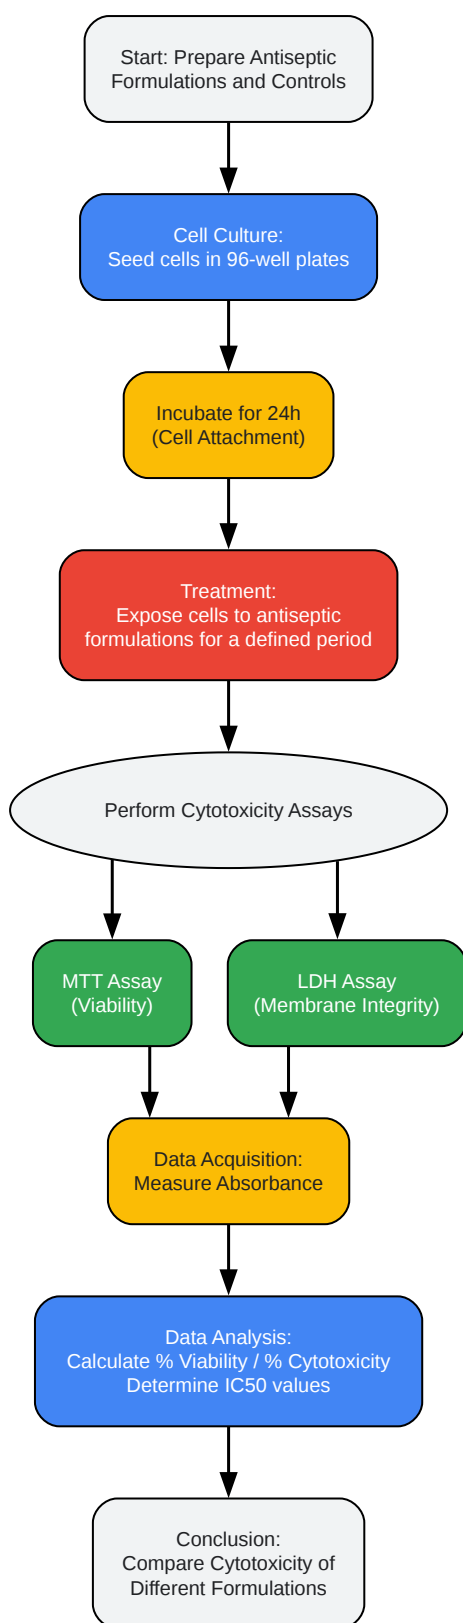 Start: Prepare Antiseptic
Formulations and Controls
Cell Culture:
Seed cells in 96-well plates
Incubate for 24h
(Cell Attachment)
Treatment:
Expose cells to antiseptic
formulations for a defined period
Perform Cytotoxicity Assays
MTT Assay
(Viability)
LDH Assay
(Membrane Integrity)
Data Acquisition:
Measure Absorbance
Data Analysis:
Calculate % Viability / % Cytotoxicity
Determine IC50 values
Conclusion:
Compare Cytotoxicity of
Different Formulations